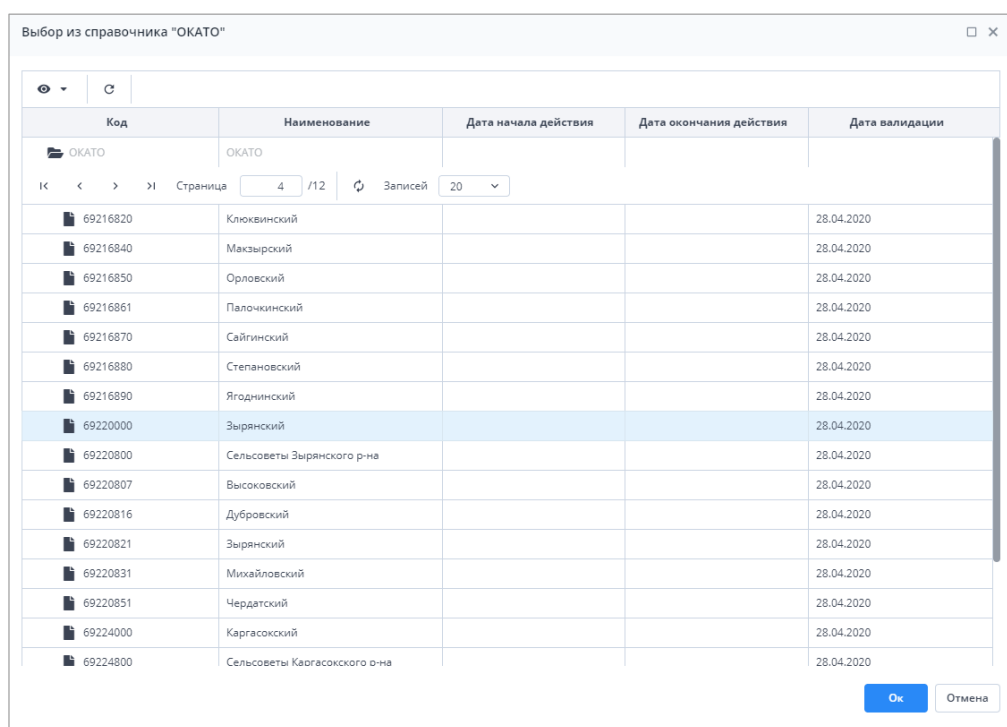 Выбор из справочника "ОКАТО"
Код Наименование Дата начала действия Дата окончания действия Дата валидации
ОКАТО ОКАТО
Страница 4 /12 Записей 20
69216820 Клюквинский 28.04.2020
69216840 Макзырский 28.04.2020
69216850 Орловский 28.04.2020
69216861 Палочкинский 28.04.2020
69216870 Сайгинский 28.04.2020
69216880 Степановский 28.04.2020
69216890 Ягоднинский 28.04.2020
69220000 Зырянский 28.04.2020
69220800 Сельсоветы Зырянского р-на 28.04.2020
69220807 Высоковский 28.04.2020
69220816 Дубровский 28.04.2020
69220821 Зырянский 28.04.2020
69220831 Михайловский 28.04.2020
69220851 Чердатский 28.04.2020
69224000 Каргасокский 28.04.2020
69224800 Сельсоветы Каргасокского р-на 28.04.2020
Ок Отмена